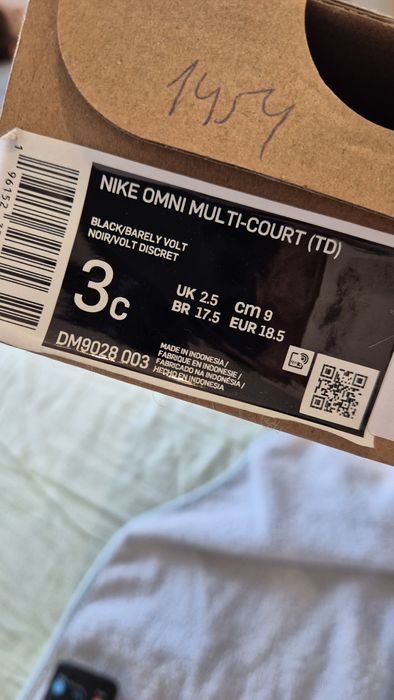 1454
NIKE OMNI MULTI-COURT (TD)
BLACK/BARELY VOLT
NOIR/VOLT DISCRET
3C
UK 2.5 cm 9
BR 17.5 EUR 18.5
DM9028 003
MADE IN INDONESIA/
FABRIQUE EN INDONESIE/
FABRICADO NA INDONÉSIA/
HECHO EN INDONESIA